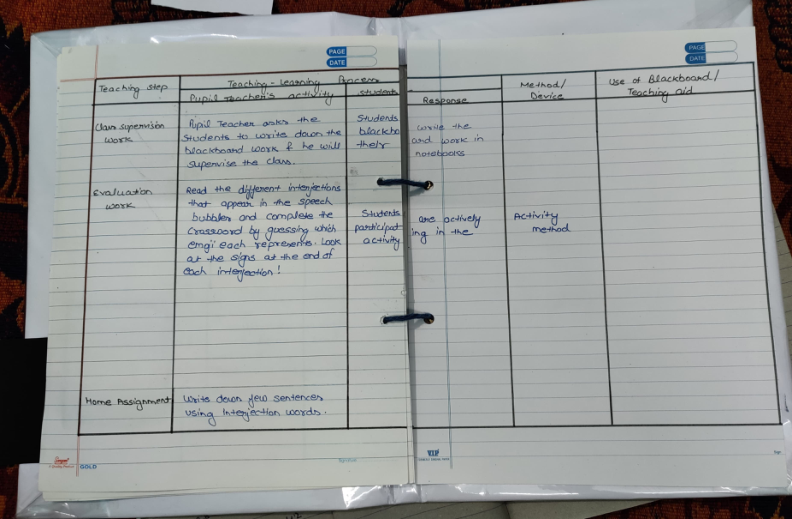 PAGE
DATE
PAGE
DATE
Teaching step
Teaching - Learning Process
Pupil Teacher's activity
Students
Response
Method/
Device
Use of Blackboard/
Teaching aid
Class supervision
work
Pupil Teacher asks the
students to write down the
blackboard work & he will
supervise the class.
Students write the
blackboard work in
their notebooks
Evaluation
work
Read the different interjections
that appear in the speech
bubbles and complete the
Crossword by guessing which
emgi each represents. Look
at the signs at the end of
each interjection!
Students are actively
participating in the
activity
Activity
method
Home Assignment
Write down few sentences
using Interjection words.
GOLD